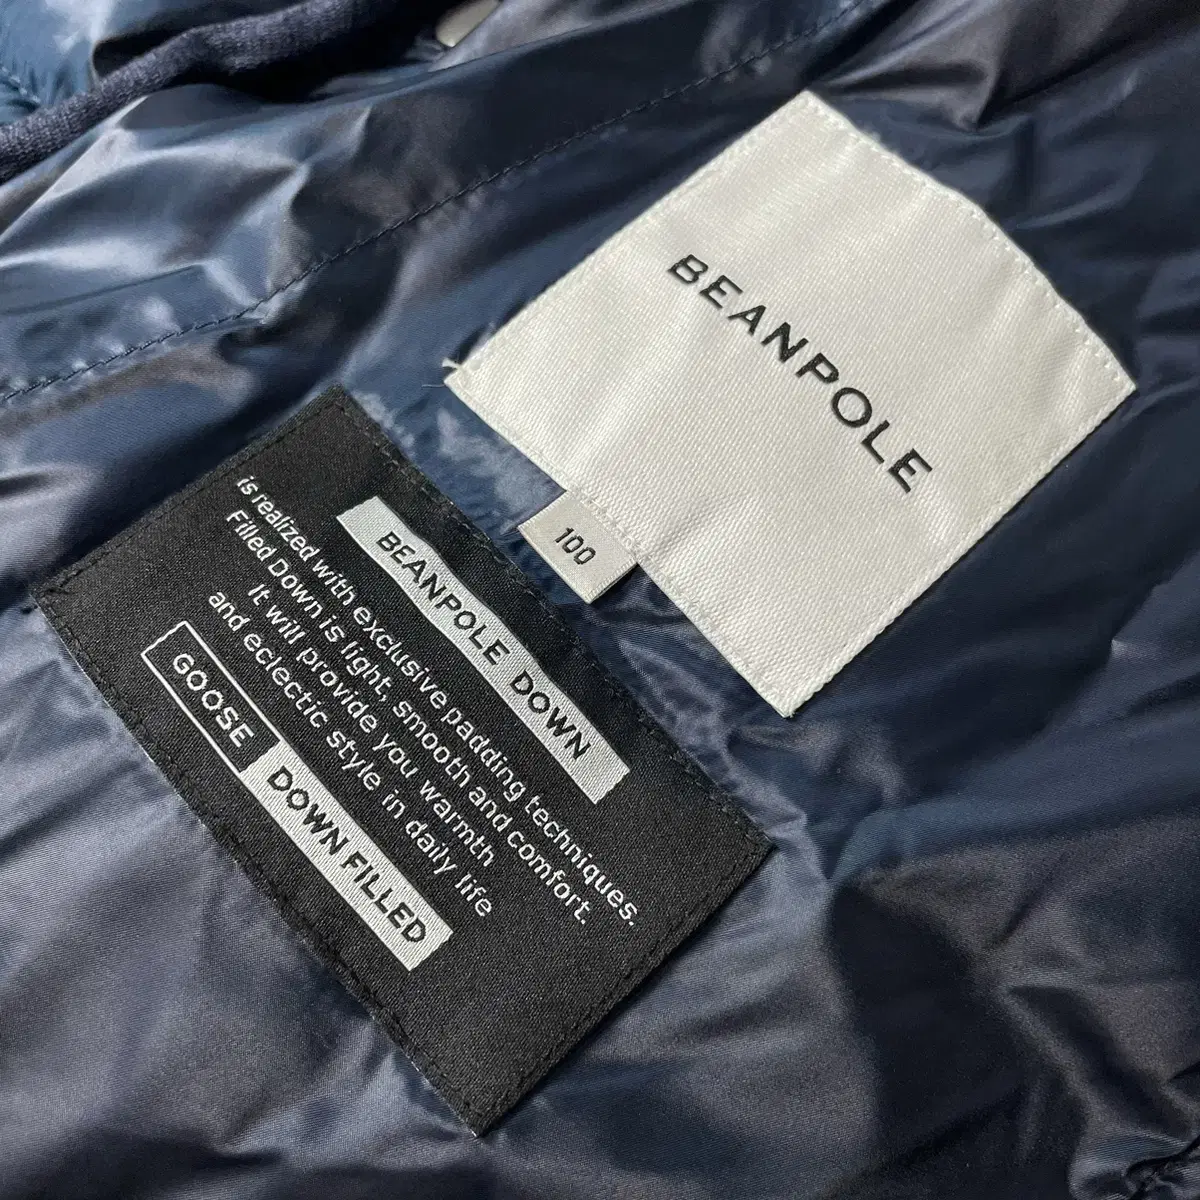 BEANPOLE
100
BEANPOLE DOWN
is realized with exclusive padding techniques.
Filled Down is light, smooth and comfort.
It will provide you warmth
and eclectic style in daily life
GOOSE DOWN FILLED